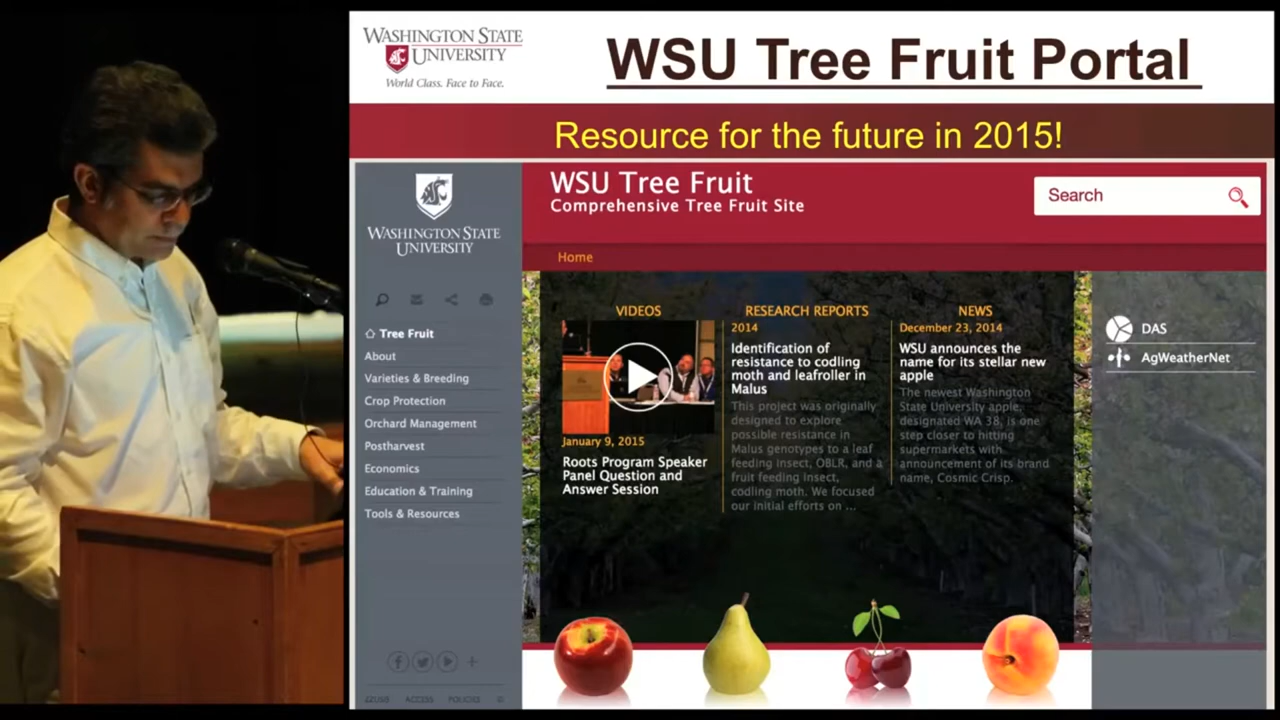 WASHINGTON STATE
UNIVERSITY
World Class. Face to Face.
WSU Tree Fruit Portal
Resource for the future in 2015!
WASHINGTON STATE
UNIVERSITY
Tree Fruit
About
Varieties & Breeding
Crop Protection
Orchard Management
Postharvest
Economics
Education & Training
Tools & Resources
ACCESS
POLICIES
©
WSU Tree Fruit
Comprehensive Tree Fruit Site
Search
Home
VIDEOS
January 9, 2015
Roots Program Speaker
Panel Question and
Answer Session
RESEARCH REPORTS
2014
Identification of
resistance to codling
moth and leafroller in
Malus
This project was originally
designed to explore
possible resistance in
Malus genotypes to a leaf
feeding insect, OBLR, and a
fruit feeding insect,
codling moth. We focused
our initial efforts on ...
NEWS
December 23, 2014
WSU announces the
name for its stellar new
apple
The newest Washington
State University apple,
designated WA 38, is one
step closer to hitting
supermarkets with
announcement of its brand
name, Cosmic Crisp.
DAS
AgWeatherNet